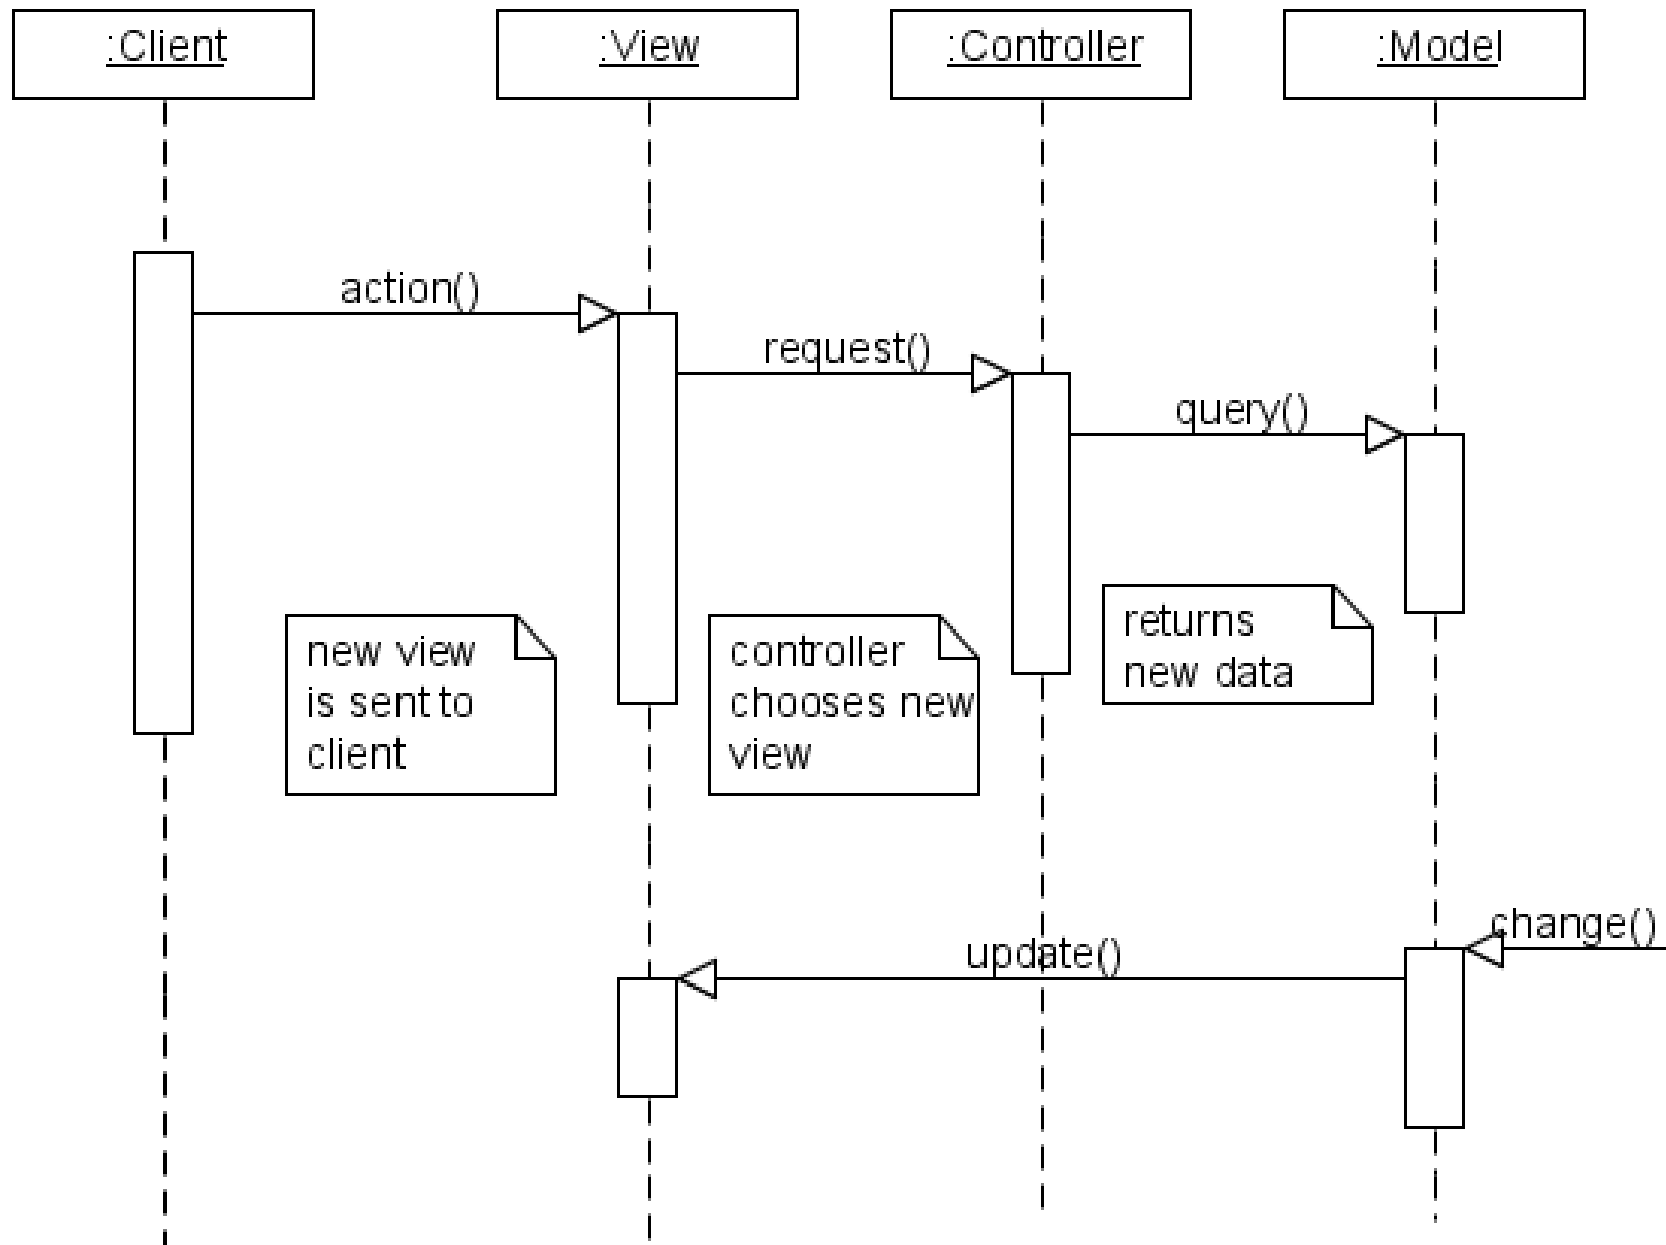 :Client
:View
:Controller
:Model
action()
request()
query()
new view
is sent to
client
controller
chooses new
view
returns
new data
change()
update()